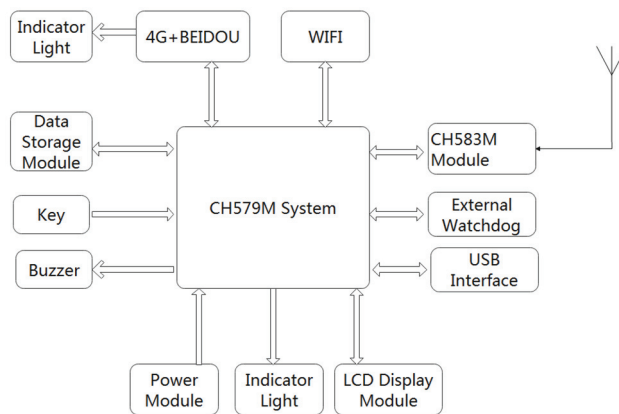 Indicator
Light
4G+BEIDOU
WIFI
Data
Storage
Module
CH583M
Module
CH579M System
Key
External
Watchdog
Buzzer
USB
Interface
Power
Module
Indicator
Light
LCD Display
Module